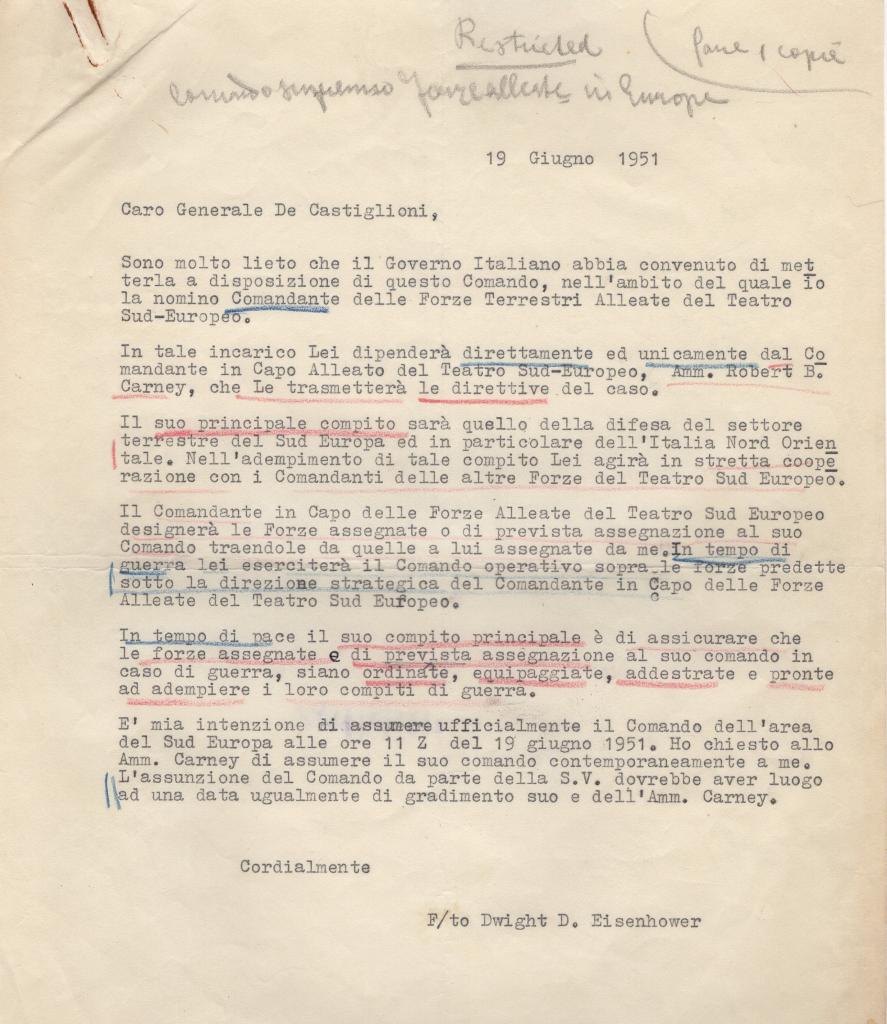 Restricted
fare 1 copia
Comando supremo Forze alleate in Europa
19 Giugno 1951
Caro Generale De Castiglioni,
Sono molto lieto che il Governo Italiano abbia convenuto di met
terla a disposizione di questo Comando, nell'ambito del quale io
la nomino Comandante delle Forze Terrestri Alleate del Teatro
Sud-Europeo.
In tale incarico Lei dipenderà direttamente ed unicamente dal Co
mandante in Capo Alleato del Teatro Sud-Europeo, Amm. Robert B.
Carney, che Le trasmetterà le direttive del caso.
Il suo principale compito sarà quello della difesa del settore
terrestre del Sud Europa ed in particolare dell'Italia Nord Orien
tale. Nell'adempimento di tale compito Lei agirà in stretta coope
razione con i Comandanti delle altre Forze del Teatro Sud Europeo.
Il Comandante in Capo delle Forze Alleate del Teatro Sud Europeo
designerà le Forze assegnate o di prevista assegnazione al suo
Comando traendole da quelle a lui assegnate da me. In tempo di
guerra lei eserciterà il Comando operativo sopra le forze predette
sotto la direzione strategica del Comandante in Capo delle Forze
Alleate del Teatro Sud Europeo.
In tempo di pace il suo compito principale è di assicurare che
le forze assegnate e di prevista assegnazione al suo comando in
caso di guerra, siano ordinate, equipaggiate, addestrate e pronte
ad adempiere i loro compiti di guerra.
E' mia intenzione di assumere ufficialmente il Comando dell'area
del Sud Europa alle ore 11 Z del 19 giugno 1951. Ho chiesto allo
Amm. Carney di assumere il suo comando contemporaneamente a me.
L'assunzione del Comando da parte della S.V. dovrebbe aver luogo
ad una data ugualmente di gradimento suo e dell'Amm. Carney.
Cordialmente
F/to Dwight D. Eisenhower